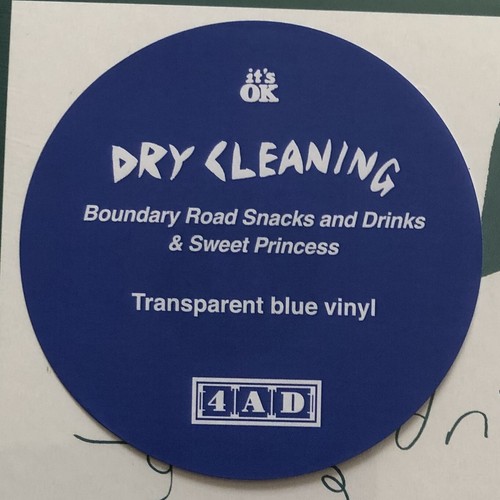 it's
OK
DRY CLEANING
Boundary Road Snacks and Drinks
& Sweet Princess
Transparent blue vinyl
4AD